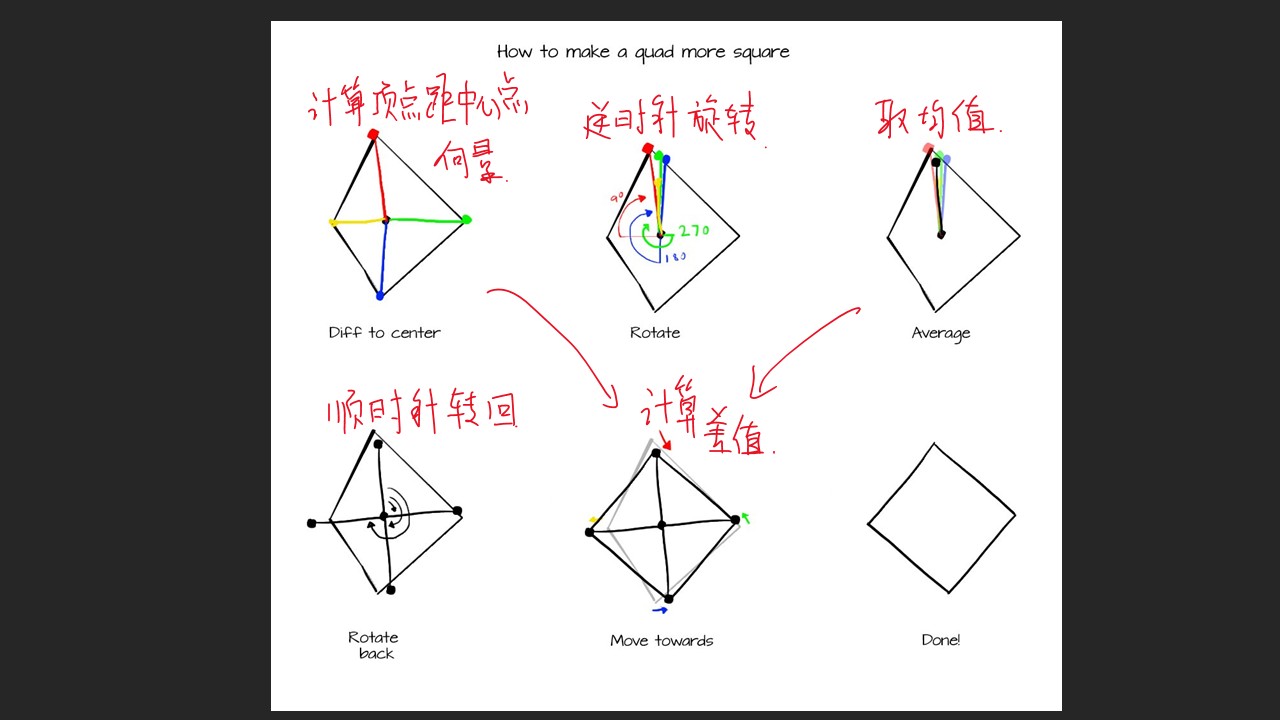 How to make a quad more square
计算顶点距中心点
向量.
逆时针旋转.
取均值.
90
270
180
Diff to center
Rotate
Average
顺时针转回
计算
差值.
Rotate
back
Move towards
Done!